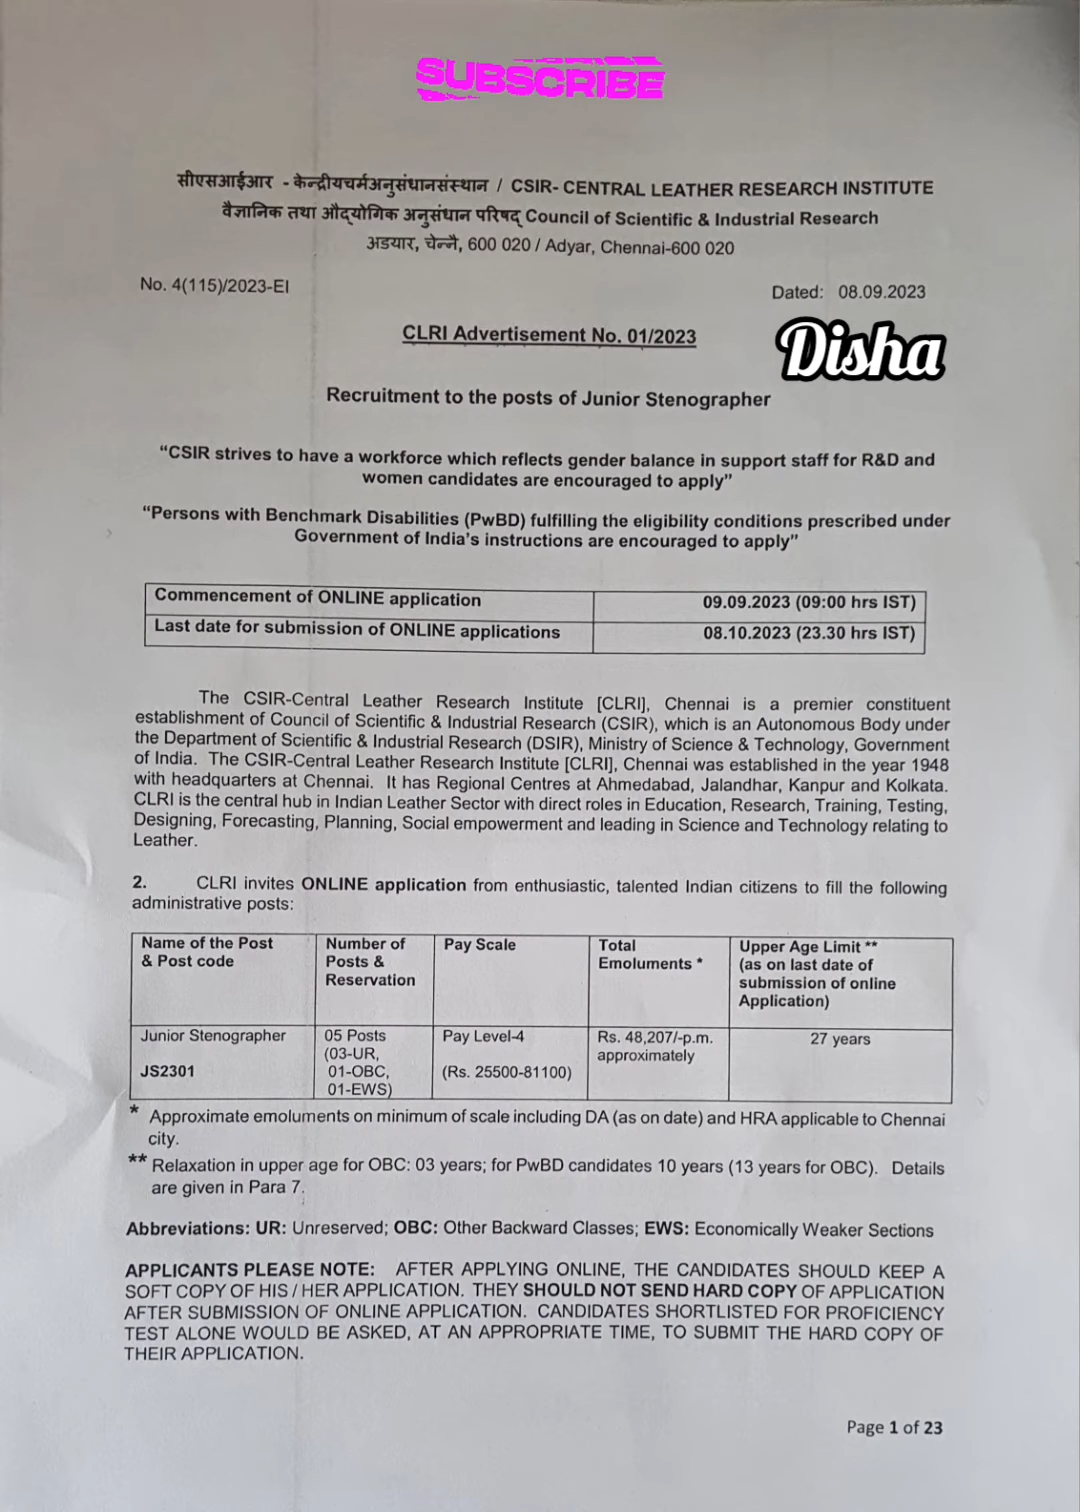 SUBSCRIBE
सीएसआईआर - केन्द्रीयचर्मअनुसंधानसंस्थान / CSIR- CENTRAL LEATHER RESEARCH INSTITUTE
वैज्ञानिक तथा औद्योगिक अनुसंधान परिषद् Council of Scientific & Industrial Research
अडयार, चेन्नै, 600 020 / Adyar, Chennai-600 020
No. 4(115)/2023-EI
Dated: 08.09.2023
CLRI Advertisement No. 01/2023
Disha
Recruitment to the posts of Junior Stenographer
“CSIR strives to have a workforce which reflects gender balance in support staff for R&D and
women candidates are encouraged to apply”
“Persons with Benchmark Disabilities (PwBD) fulfilling the eligibility conditions prescribed under
Government of India’s instructions are encouraged to apply”
Commencement of ONLINE application 09.09.2023 (09:00 hrs IST)
Last date for submission of ONLINE applications 08.10.2023 (23.30 hrs IST)
The CSIR-Central Leather Research Institute [CLRI], Chennai is a premier constituent
establishment of Council of Scientific & Industrial Research (CSIR), which is an Autonomous Body under
the Department of Scientific & Industrial Research (DSIR), Ministry of Science & Technology, Government
of India. The CSIR-Central Leather Research Institute [CLRI], Chennai was established in the year 1948
with headquarters at Chennai. It has Regional Centres at Ahmedabad, Jalandhar, Kanpur and Kolkata.
CLRI is the central hub in Indian Leather Sector with direct roles in Education, Research, Training, Testing,
Designing, Forecasting, Planning, Social empowerment and leading in Science and Technology relating to
Leather.
2. CLRI invites ONLINE application from enthusiastic, talented Indian citizens to fill the following
administrative posts:
Name of the Post Number of Pay Scale Total Upper Age Limit **
& Post code Posts & Emoluments * (as on last date of
Reservation submission of online
Application)
Junior Stenographer 05 Posts Pay Level-4 Rs. 48,207/-p.m. 27 years
(03-UR, approximately
JS2301 01-OBC, (Rs. 25500-81100)
01-EWS)
* Approximate emoluments on minimum of scale including DA (as on date) and HRA applicable to Chennai
city.
** Relaxation in upper age for OBC: 03 years; for PwBD candidates 10 years (13 years for OBC). Details
are given in Para 7.
Abbreviations: UR: Unreserved; OBC: Other Backward Classes; EWS: Economically Weaker Sections
APPLICANTS PLEASE NOTE: AFTER APPLYING ONLINE, THE CANDIDATES SHOULD KEEP A
SOFT COPY OF HIS / HER APPLICATION. THEY SHOULD NOT SEND HARD COPY OF APPLICATION
AFTER SUBMISSION OF ONLINE APPLICATION. CANDIDATES SHORTLISTED FOR PROFICIENCY
TEST ALONE WOULD BE ASKED, AT AN APPROPRIATE TIME, TO SUBMIT THE HARD COPY OF
THEIR APPLICATION.
Page 1 of 23